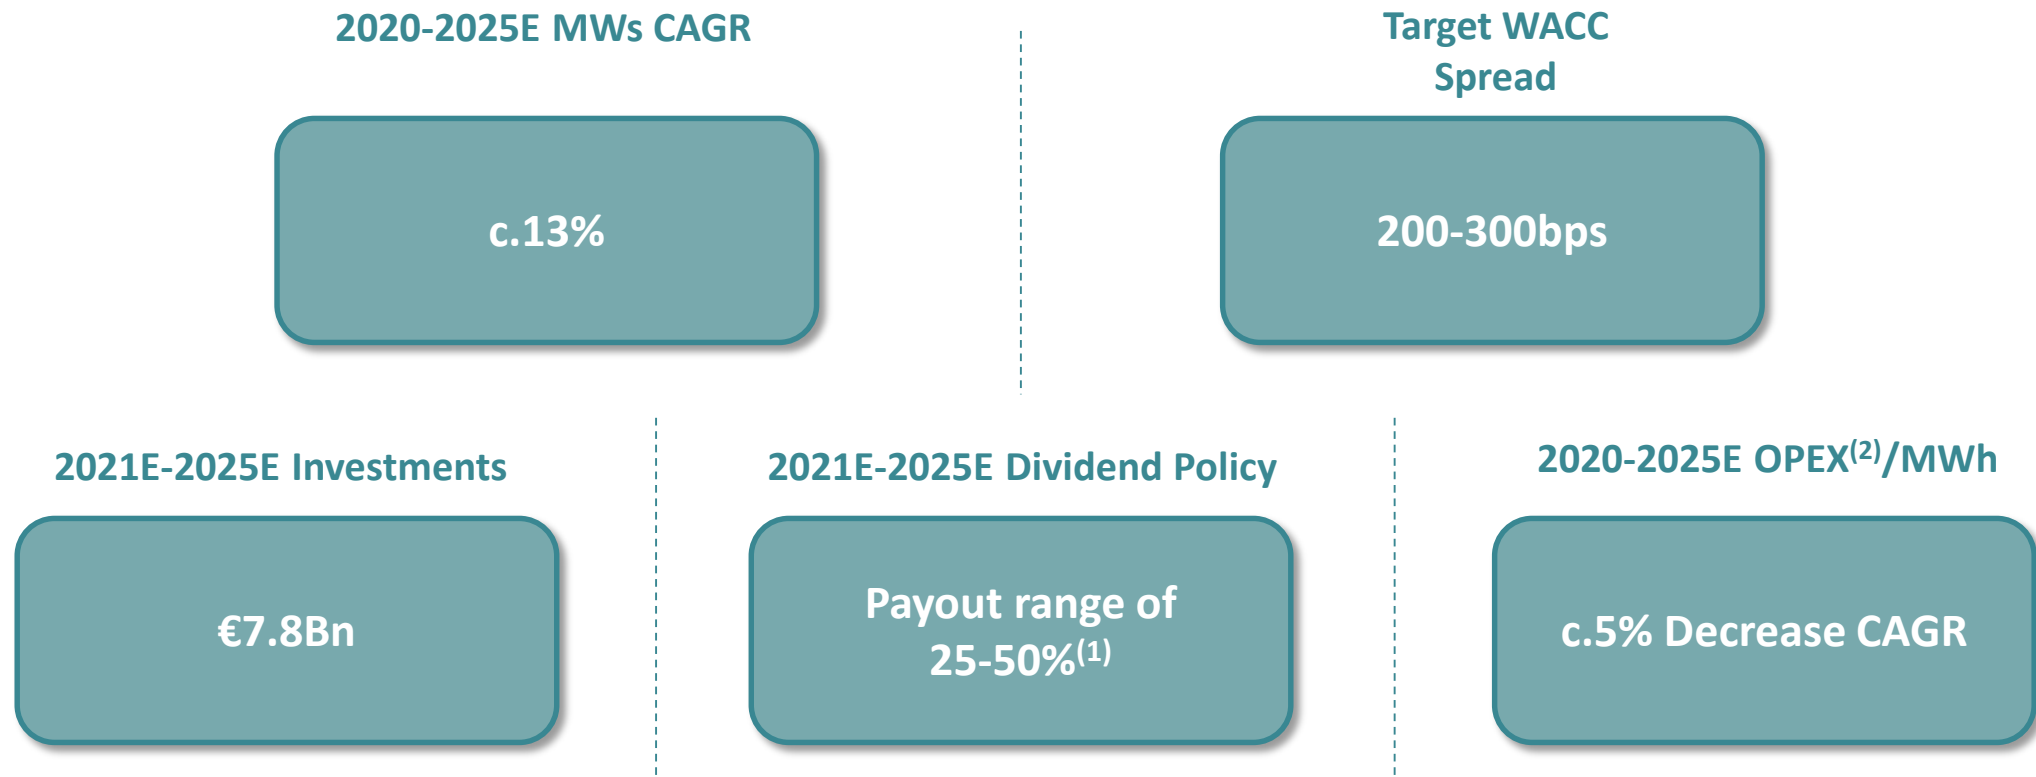 2020-2025E MWs CAGR
c.13%
Target WACC
Spread
200-300bps
2021E-2025E Investments
€7.8Bn
2021E-2025E Dividend Policy
Payout range of
25-50%(1)
2020-2025E OPEX(2)/MWh
c.5% Decrease CAGR